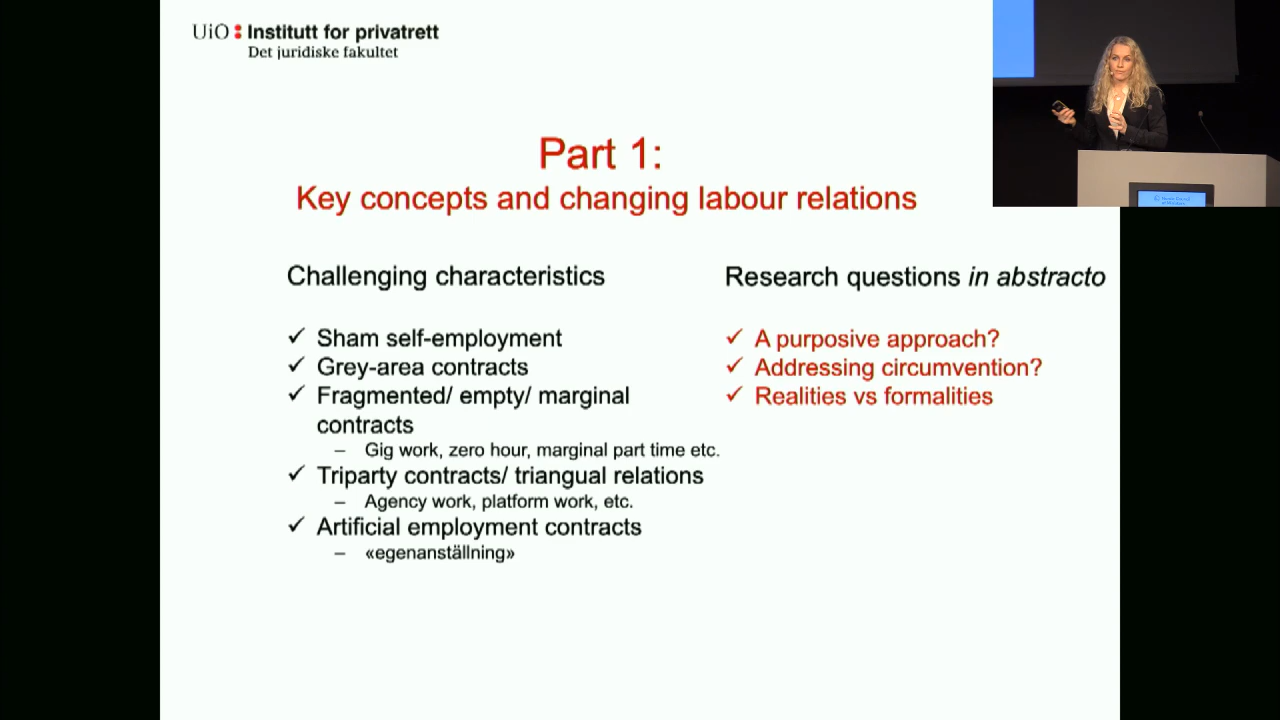 UiO : Institutt for privatrett
Det juridiske fakultet
Part 1:
Key concepts and changing labour relations
Challenging characteristics
✓ Sham self-employment
✓ Grey-area contracts
✓ Fragmented/ empty/ marginal
contracts
– Gig work, zero hour, marginal part time etc.
✓ Triparty contracts/ triangual relations
– Agency work, platform work, etc.
✓ Artificial employment contracts
– «egenanställning»
Research questions in abstracto
✓ A purposive approach?
✓ Addressing circumvention?
✓ Realities vs formalities